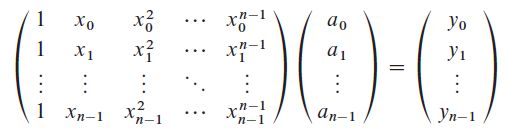 1 x₀ x₀² ⋯ x₀ⁿ⁻¹ a₀ y₀
1 x₁ x₁² ⋯ x₁ⁿ⁻¹ a₁ y₁
⋮ ⋮ ⋮ ⋱ ⋮ ⋮ = ⋮
1 xₙ₋₁ xₙ₋₁² ⋯ xₙ₋₁ⁿ⁻¹ aₙ₋₁ yₙ₋₁